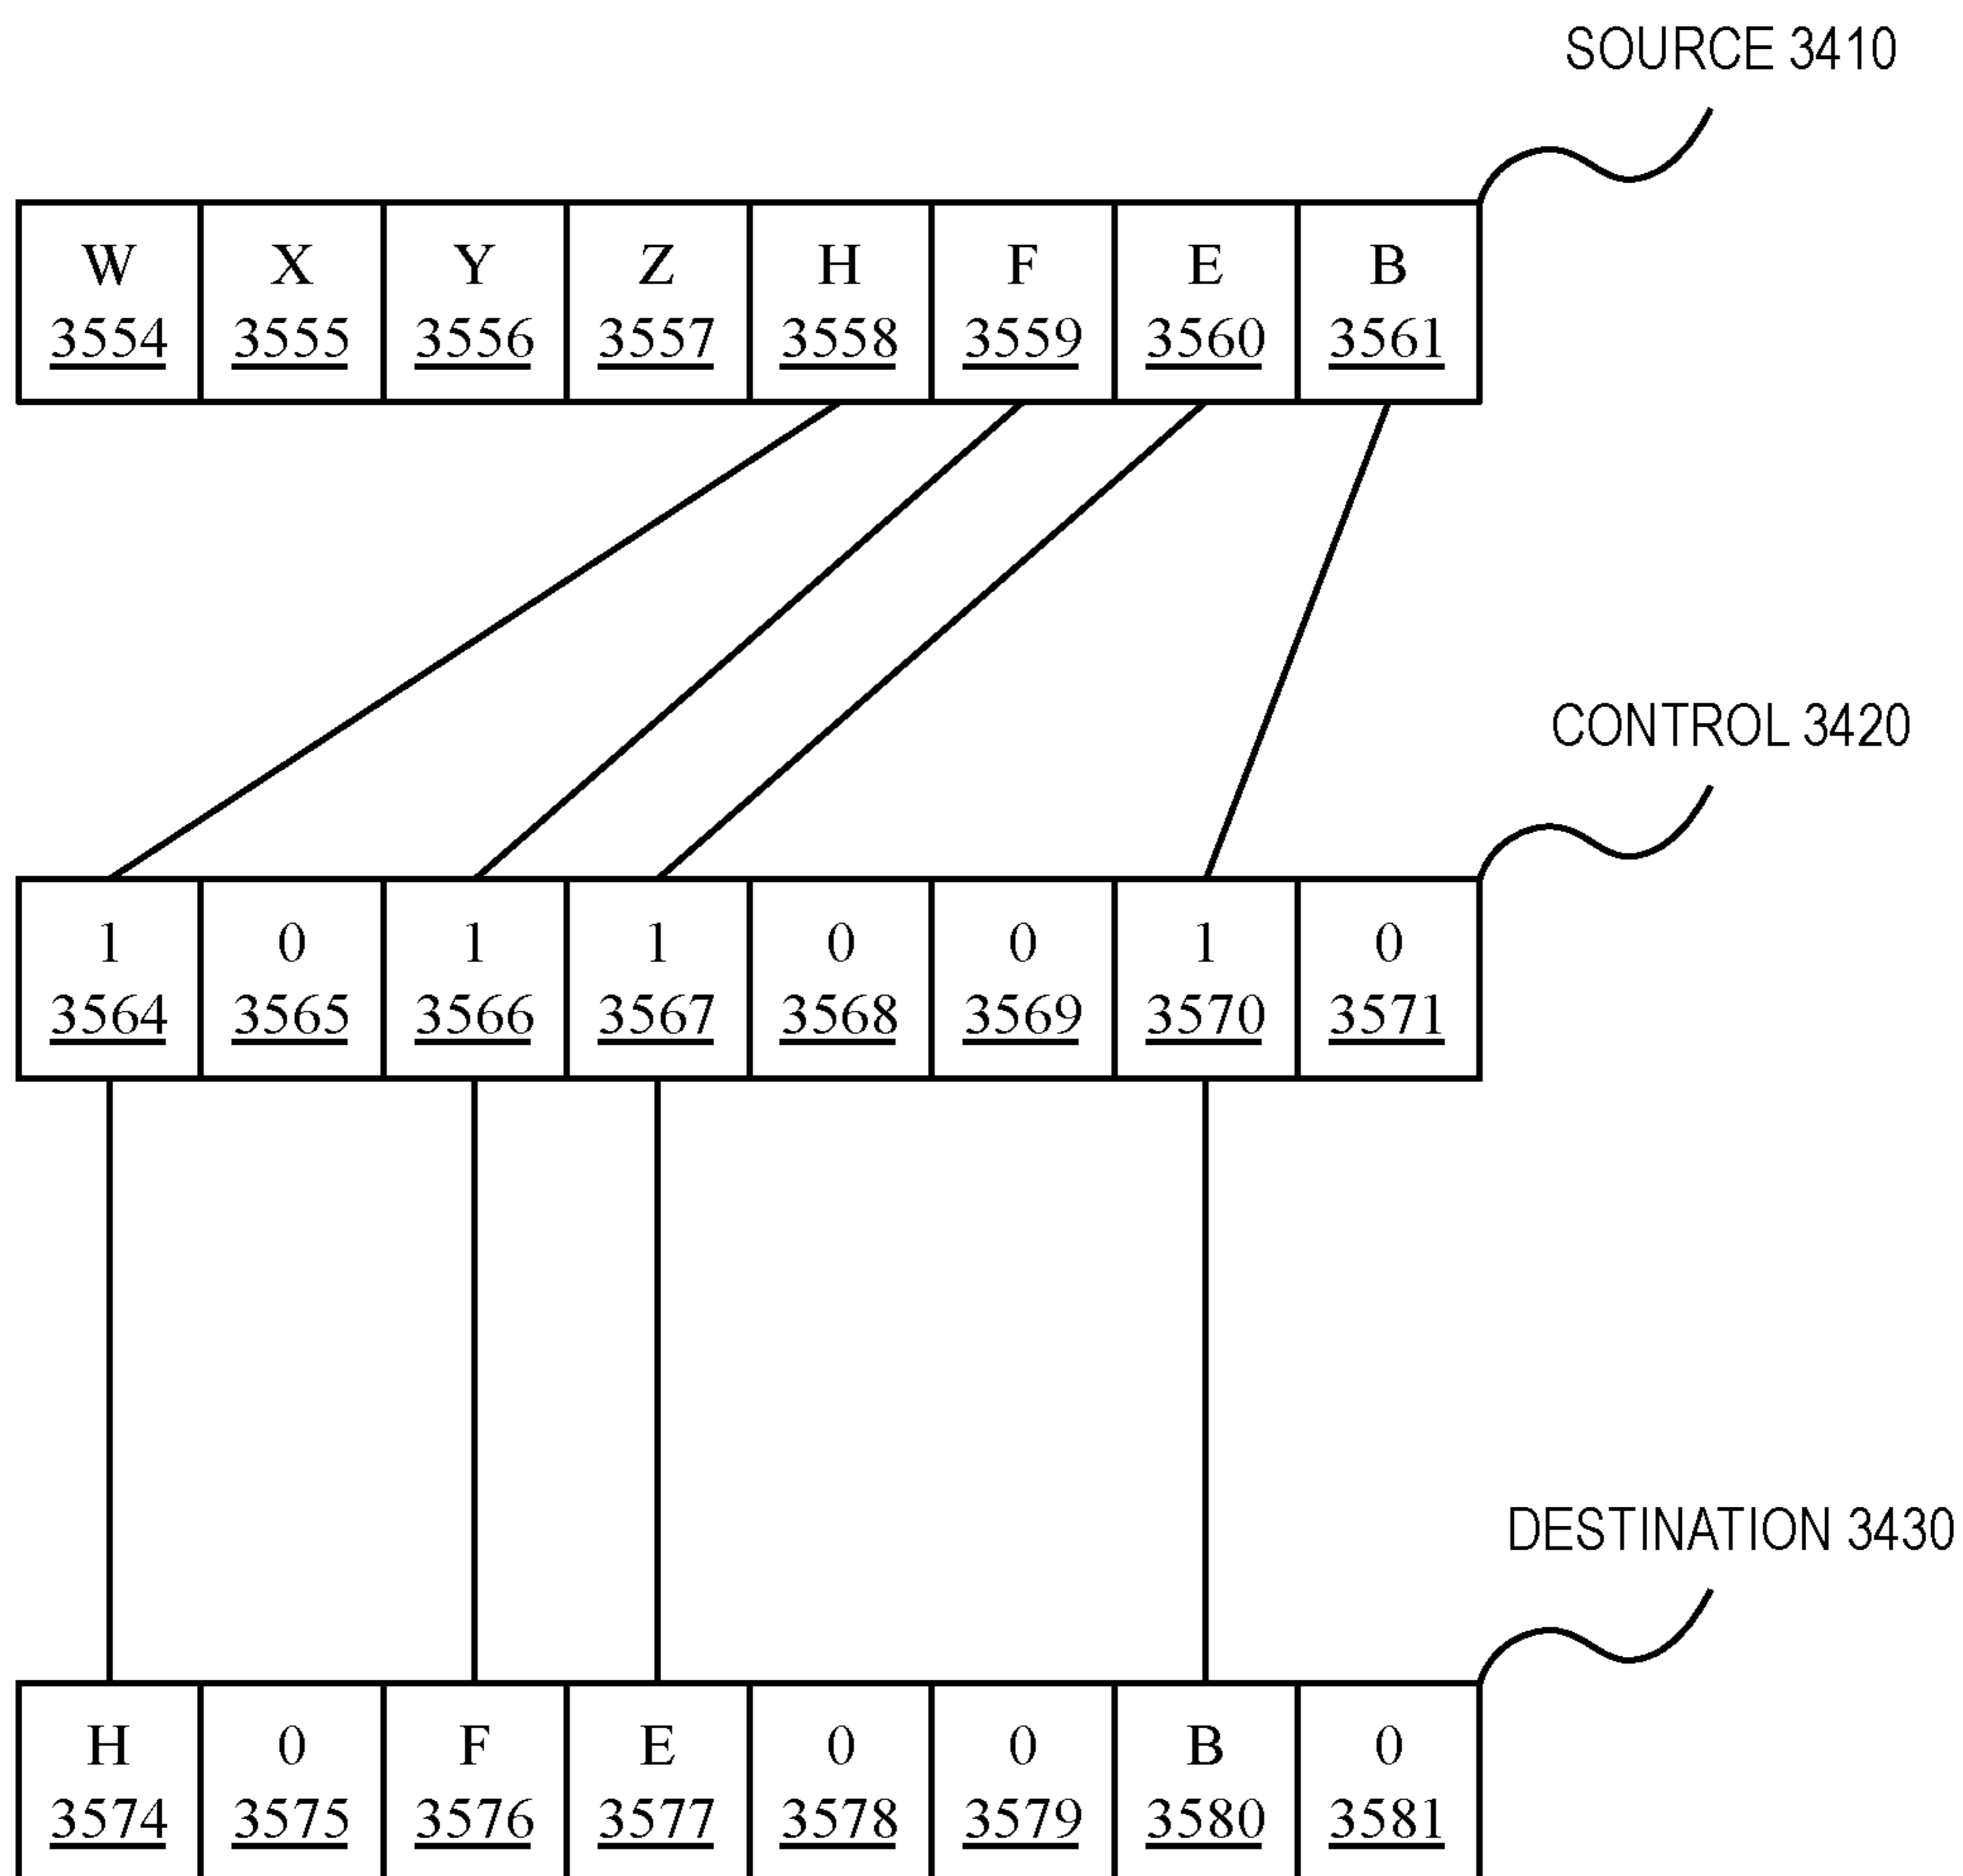 SOURCE 3410
W X Y Z H F E B
3554 3555 3556 3557 3558 3559 3560 3561
CONTROL 3420
1 0 1 1 0 0 1 0
3564 3565 3566 3567 3568 3569 3570 3571
DESTINATION 3430
H 0 F E 0 0 B 0
3574 3575 3576 3577 3578 3579 3580 3581